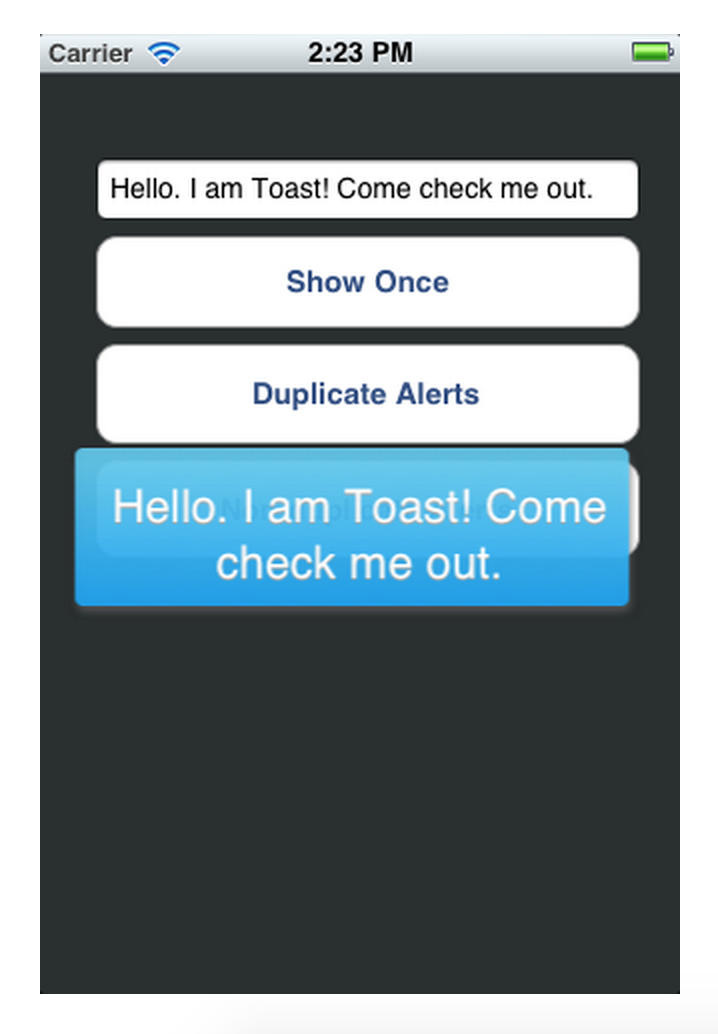 Carrier 2:23 PM
Hello. I am Toast! Come check me out.
Show Once
Duplicate Alerts
Hello. I am Toast! Come
check me out.